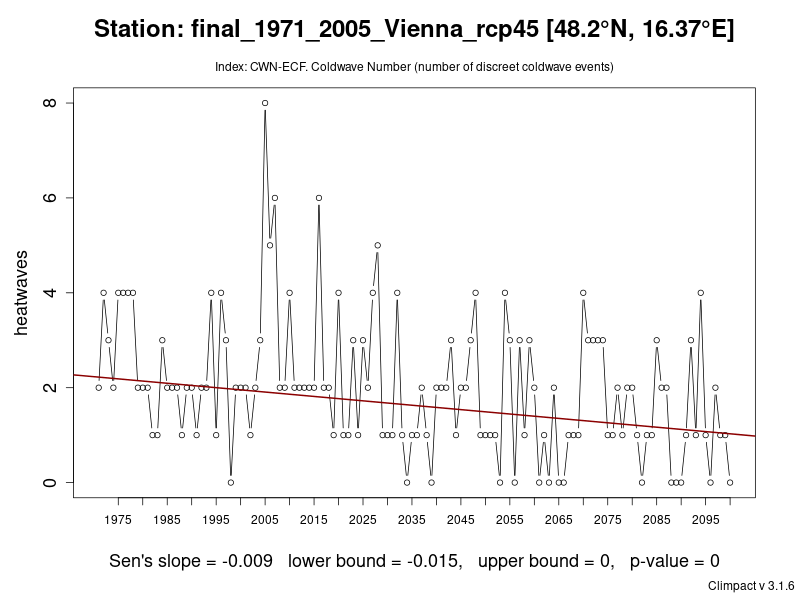 Station: final_1971_2005_Vienna_rcp45 [48.2°N, 16.37°E]
Index: CWN-ECF. Coldwave Number (number of discreet coldwave events)
8
6
4
2
0
heatwaves
1975 1985 1995 2005 2015 2025 2035 2045 2055 2065 2075 2085 2095
Sen's slope = -0.009 lower bound = -0.015, upper bound = 0, p-value = 0
Climpact v 3.1.6